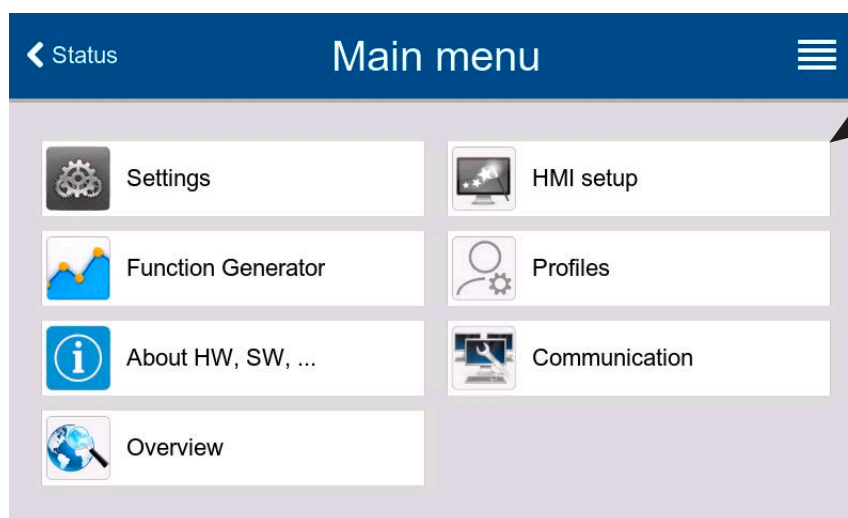 Status
Main menu
Settings
HMI setup
Function Generator
Profiles
About HW, SW, ...
Communication
Overview